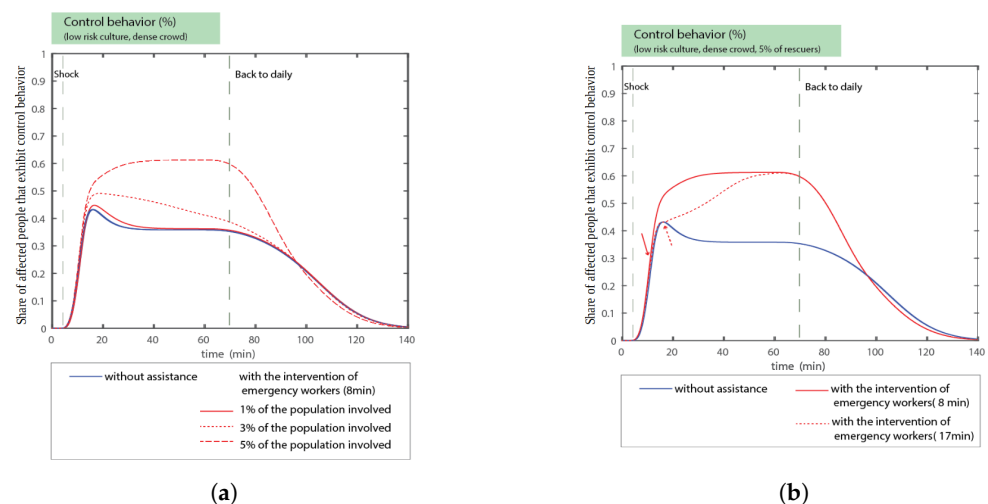 Control behavior (%)
(low risk culture, dense crowd)
Share of affected people that exhibit control behavior
1
0.9
0.8
0.7
0.6
0.5
0.4
0.3
0.2
0.1
0
Shock
Back to daily
0 20 40 60 80 100 120 140
time (min)
without assistance
with the intervention of
emergency workers (8min)
1% of the population involved
3% of the population involved
5% of the population involved
(a)
Control behavior (%)
(low risk culture, dense crowd, 5% of rescuers)
Share of affected people that exhibit control behavior
1
0.9
0.8
0.7
0.6
0.5
0.4
0.3
0.2
0.1
0
Shock
Back to daily
0 20 40 60 80 100 120 140
time (min)
without assistance
with the intervention of
emergency workers( 8 min)
with the intervention of
emergency workers( 17min)
(b)